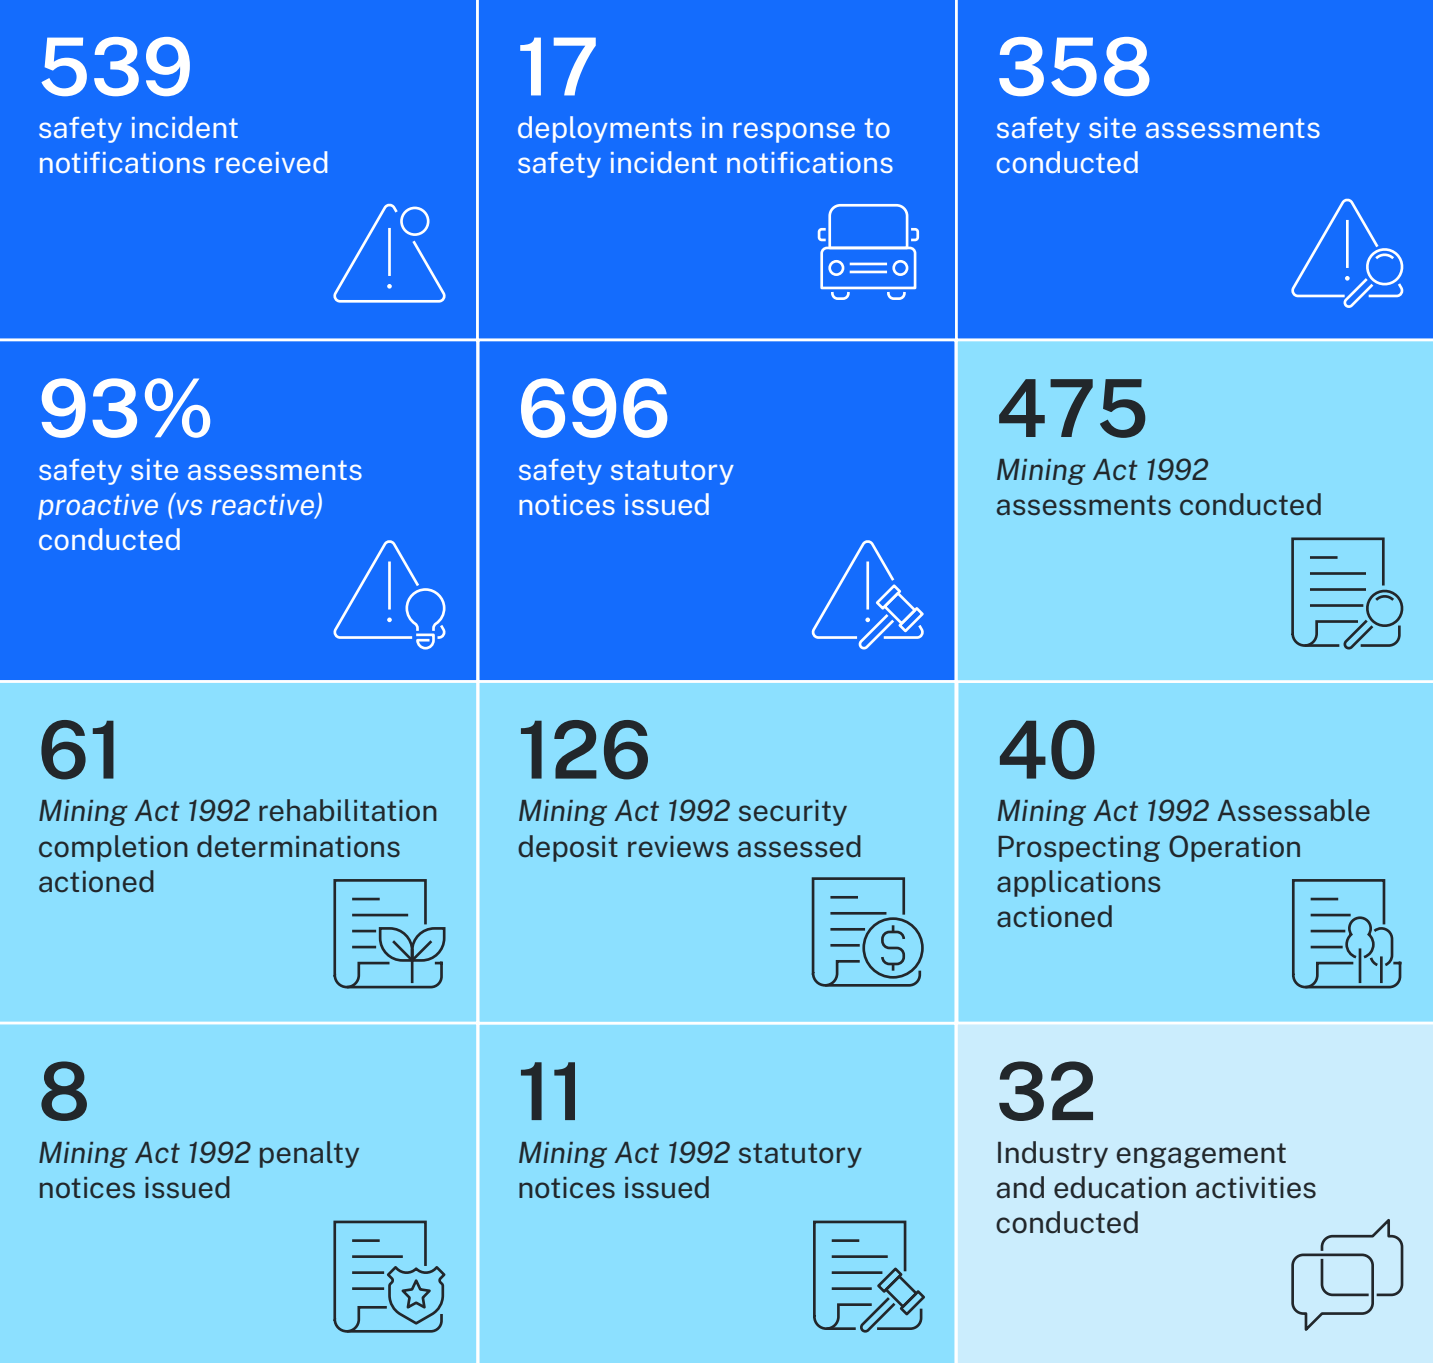 539
safety incident
notifications received
17
deployments in response to
safety incident notifications
358
safety site assessments
conducted
93%
safety site assessments
proactive (vs reactive)
conducted
696
safety statutory
notices issued
475
Mining Act 1992
assessments conducted
61
Mining Act 1992 rehabilitation
completion determinations
actioned
126
Mining Act 1992 security
deposit reviews assessed
$
40
Mining Act 1992 Assessable
Prospecting Operation
applications
actioned
8
Mining Act 1992 penalty
notices issued
11
Mining Act 1992 statutory
notices issued
32
Industry engagement
and education activities
conducted